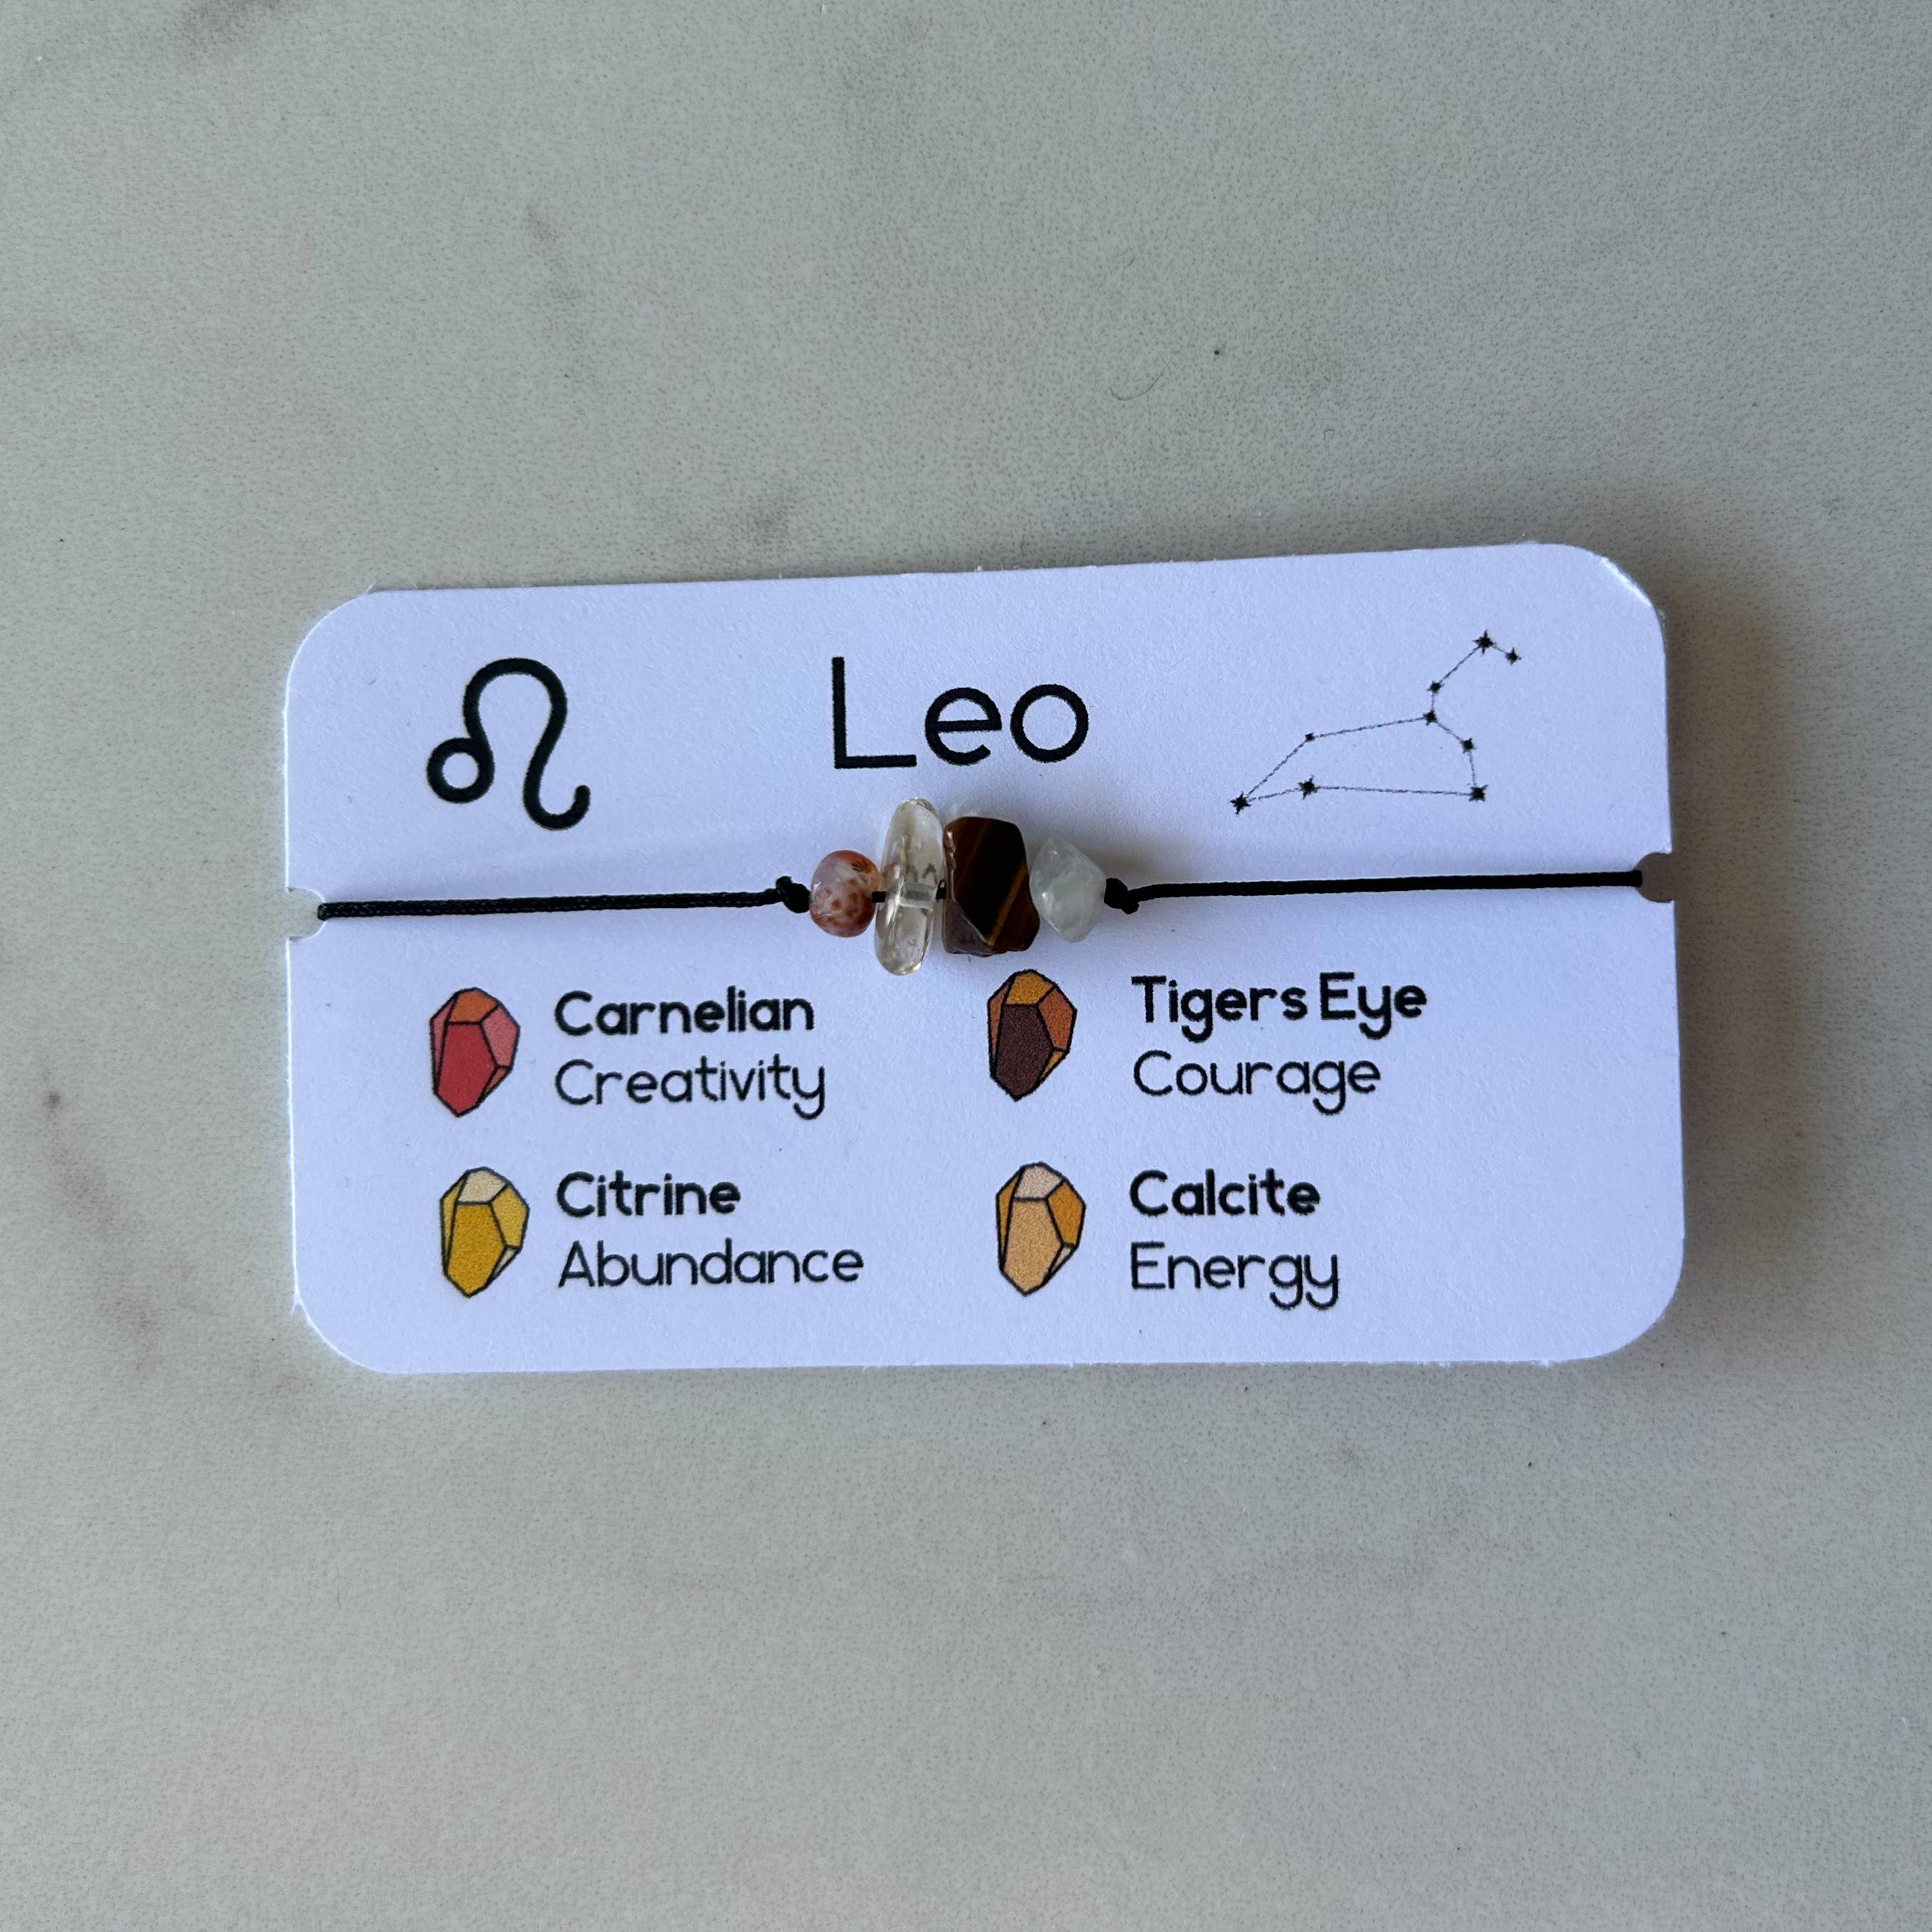 Leo
Carnelian
Creativity
Tigers Eye
Courage
Citrine
Abundance
Calcite
Energy